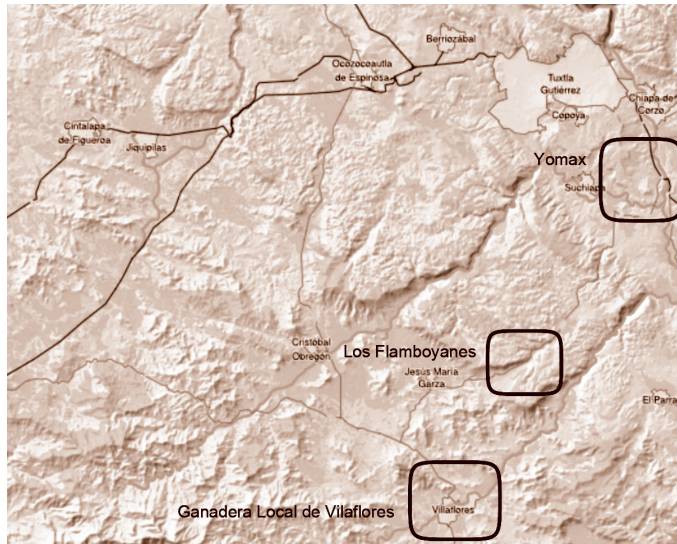 Berriozábal
Ocozocoautla
de Espinosa
Tuxtla
Gutiérrez
Chiapa de
Corzo
Copoya
Cintalapa
de Figueroa
Jiquipilas
Yomax
Suchiapa
Cristóbal
Obregón
Los Flamboyanes
Jesús María
Garza
El Parra
Ganadera Local de Vilaflores
Villaflores